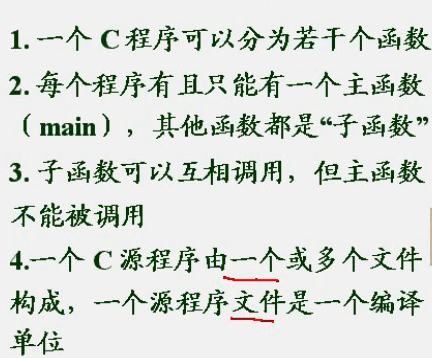 1. 一个 C 程序可以分为若干个函数
2. 每个程序有且只能有一个主函数
（main），其他函数都是“子函数”
3. 子函数可以互相调用，但主函数
不能被调用
4.一个 C 源程序由一个或多个文件
构成，一个源程序文件是一个编译
单位